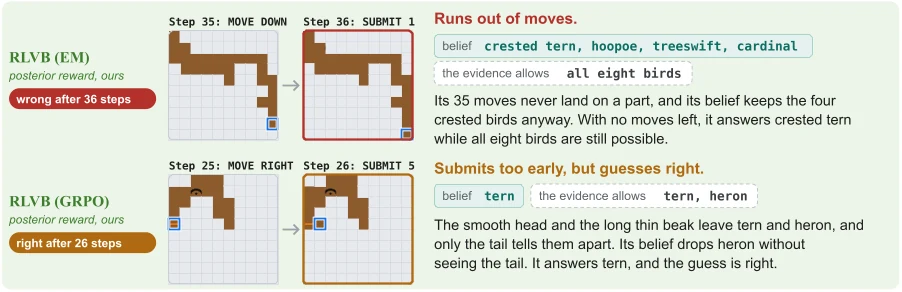 Step 35: MOVE DOWN
Step 36: SUBMIT 1
Runs out of moves.
RLVB (EM)
posterior reward, ours
wrong after 36 steps
belief crested tern, hoopoe, treeswift, cardinal
the evidence allows all eight birds
Its 35 moves never land on a part, and its belief keeps the four
crested birds anyway. With no moves left, it answers crested tern
while all eight birds are still possible.
Step 25: MOVE RIGHT
Step 26: SUBMIT 5
Submits too early, but guesses right.
RLVB (GRPO)
posterior reward, ours
right after 26 steps
belief tern
the evidence allows tern, heron
The smooth head and the long thin beak leave tern and heron, and
only the tail tells them apart. Its belief drops heron without
seeing the tail. It answers tern, and the guess is right.